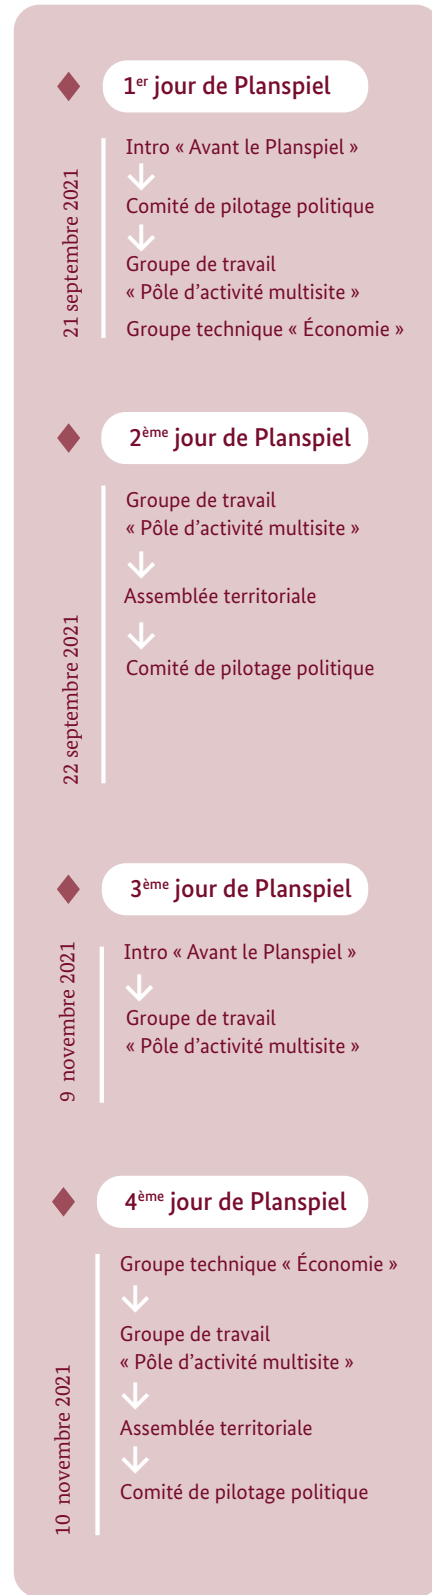 1er jour de Planspiel
21 septembre 2021
Intro « Avant le Planspiel »
Comité de pilotage politique
Groupe de travail
« Pôle d’activité multisite »
Groupe technique « Économie »
2ème jour de Planspiel
22 septembre 2021
Groupe de travail
« Pôle d’activité multisite »
Assemblée territoriale
Comité de pilotage politique
3ème jour de Planspiel
9 novembre 2021
Intro « Avant le Planspiel »
Groupe de travail
« Pôle d’activité multisite »
4ème jour de Planspiel
10 novembre 2021
Groupe technique « Économie »
Groupe de travail
« Pôle d’activité multisite »
Assemblée territoriale
Comité de pilotage politique